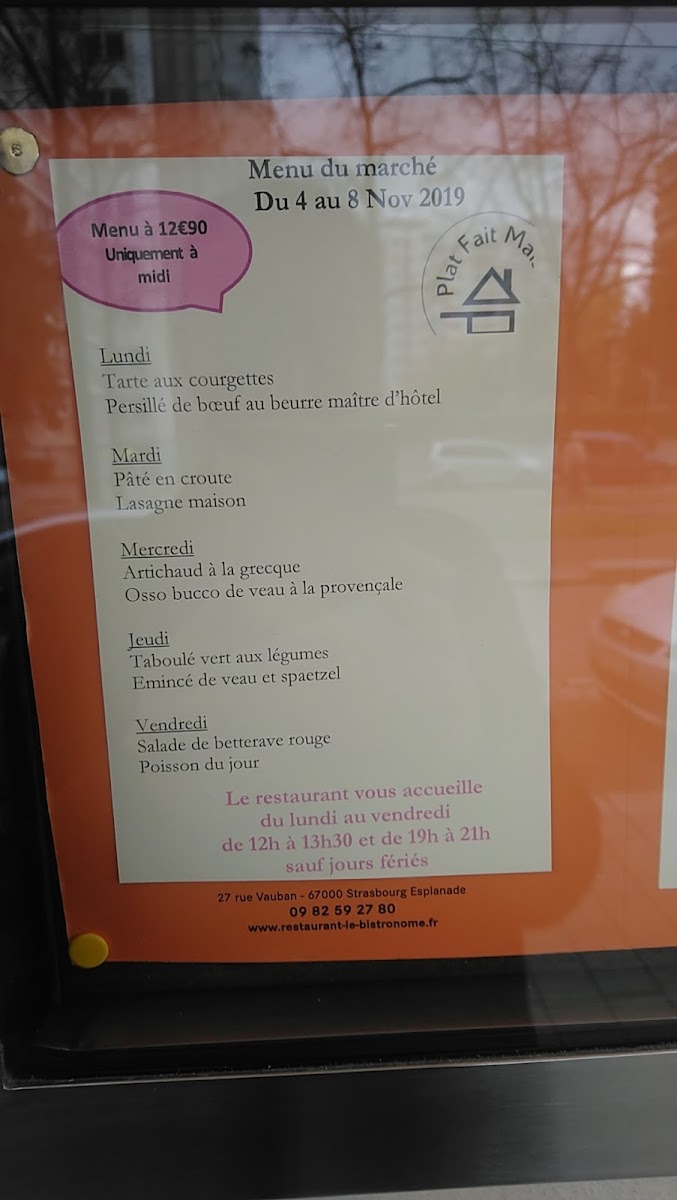 Menu du marché
Du 4 au 8 Nov 2019
Menu à 12€90
Uniquement à
midi
Plat Fait
Lundi
Tarte aux courgettes
Persillé de bœuf au beurre maître d'hôtel
Mardi
Pâté en croute
Lasagne maison
Mercredi
Artichaud à la grecque
Osso bucco de veau à la provençale
Jeudi
Taboulé vert aux légumes
Emincé de veau et spaetzel
Vendredi
Salade de betterave rouge
Poisson du jour
Le restaurant vous accueille
du lundi au vendredi
de 12h à 13h30 et de 19h à 21h
sauf jours fériés
27 rue Vauban - 67000 Strasbourg Esplanade
09 82 59 27 80
www.restaurant-le-bistronome.fr